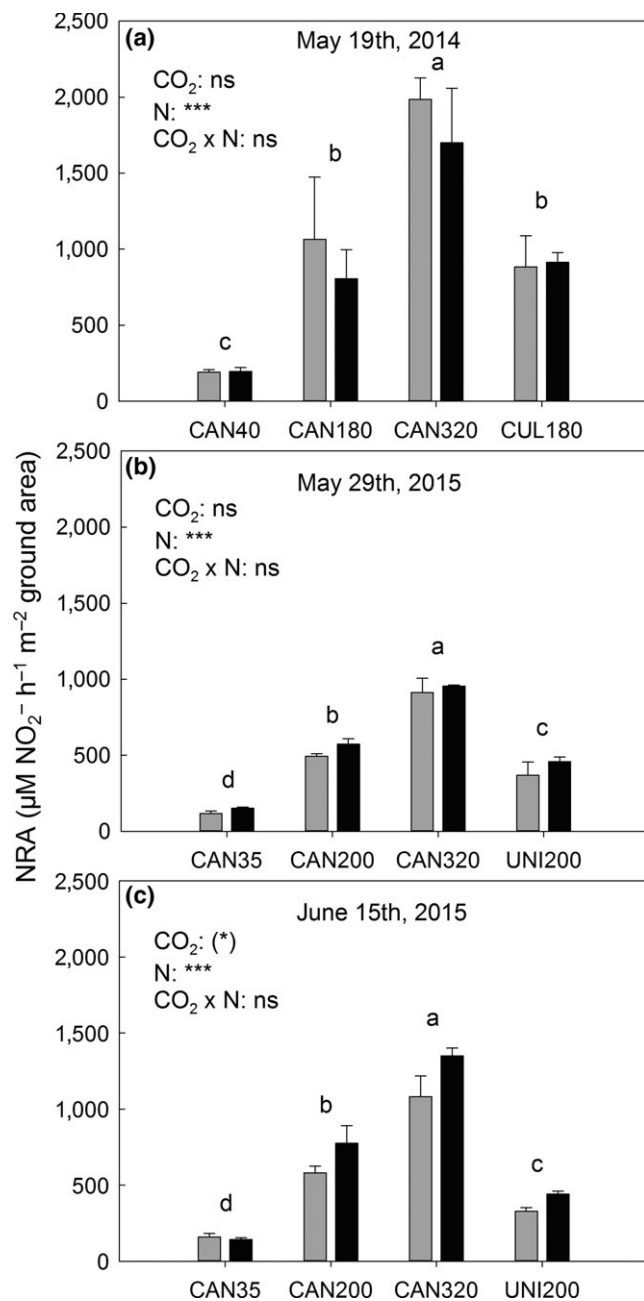 NRA (µM NO₂⁻ h⁻¹ m⁻² ground area)
(a)
May 19th, 2014
CO₂: ns
N: ***
CO₂ x N: ns
2,500
2,000
1,500
1,000
500
0
c
b
a
b
CAN40 CAN180 CAN320 CUL180
(b)
May 29th, 2015
CO₂: ns
N: ***
CO₂ x N: ns
2,500
2,000
1,500
1,000
500
0
d
b
a
c
CAN35 CAN200 CAN320 UNI200
(c)
June 15th, 2015
CO₂: (*)
N: ***
CO₂ x N: ns
2,500
2,000
1,500
1,000
500
0
d
b
a
c
CAN35 CAN200 CAN320 UNI200